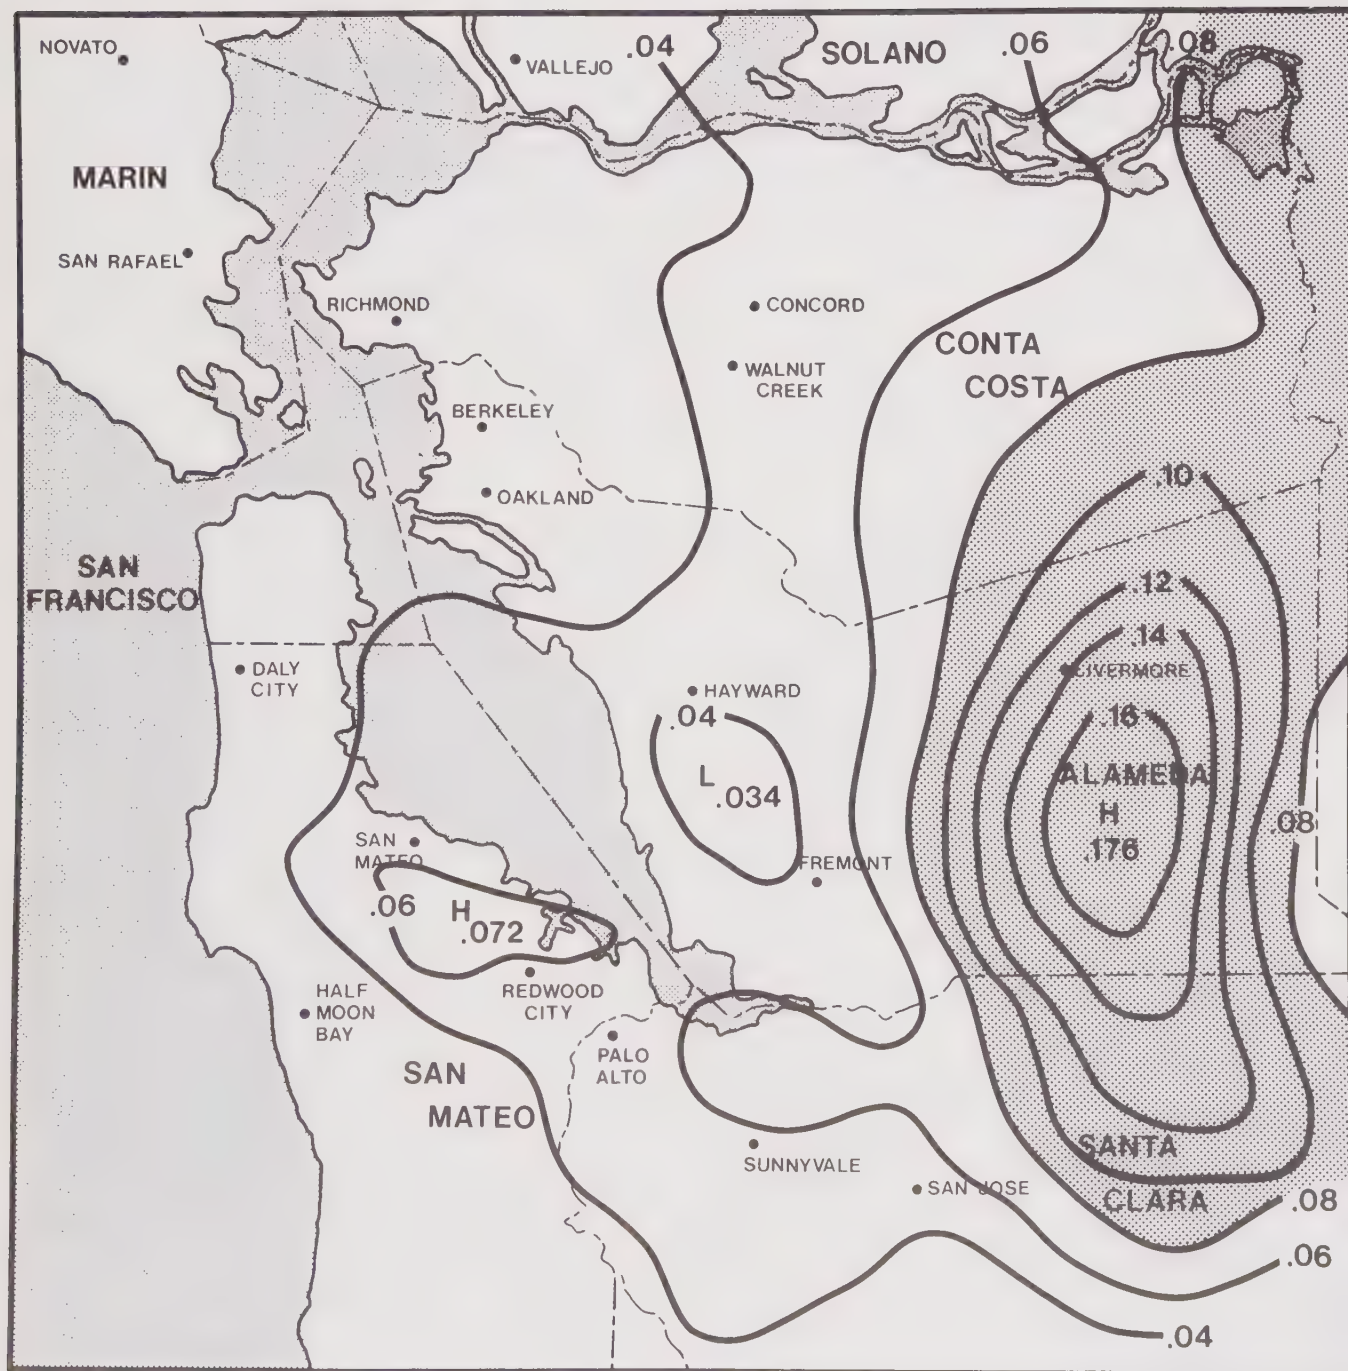 NOVATO
VALLEJO
.04
SOLANO
.06
.08
MARIN
SAN RAFAEL
RICHMOND
CONCORD
CONTA
COSTA
WALNUT
CREEK
BERKELEY
OAKLAND
.10
SAN
FRANCISCO
.12
.14
DALY
CITY
LIVERMORE
HAYWARD
.04
.16
L
.034
ALAMEDA
H
.176
.08
SAN
MATEO
FREMONT
.06
H
.072
REDWOOD
CITY
HALF
MOON
BAY
PALO
ALTO
SAN
MATEO
SUNNYVALE
SANTA
CLARA
SAN JOSE
.08
.06
.04